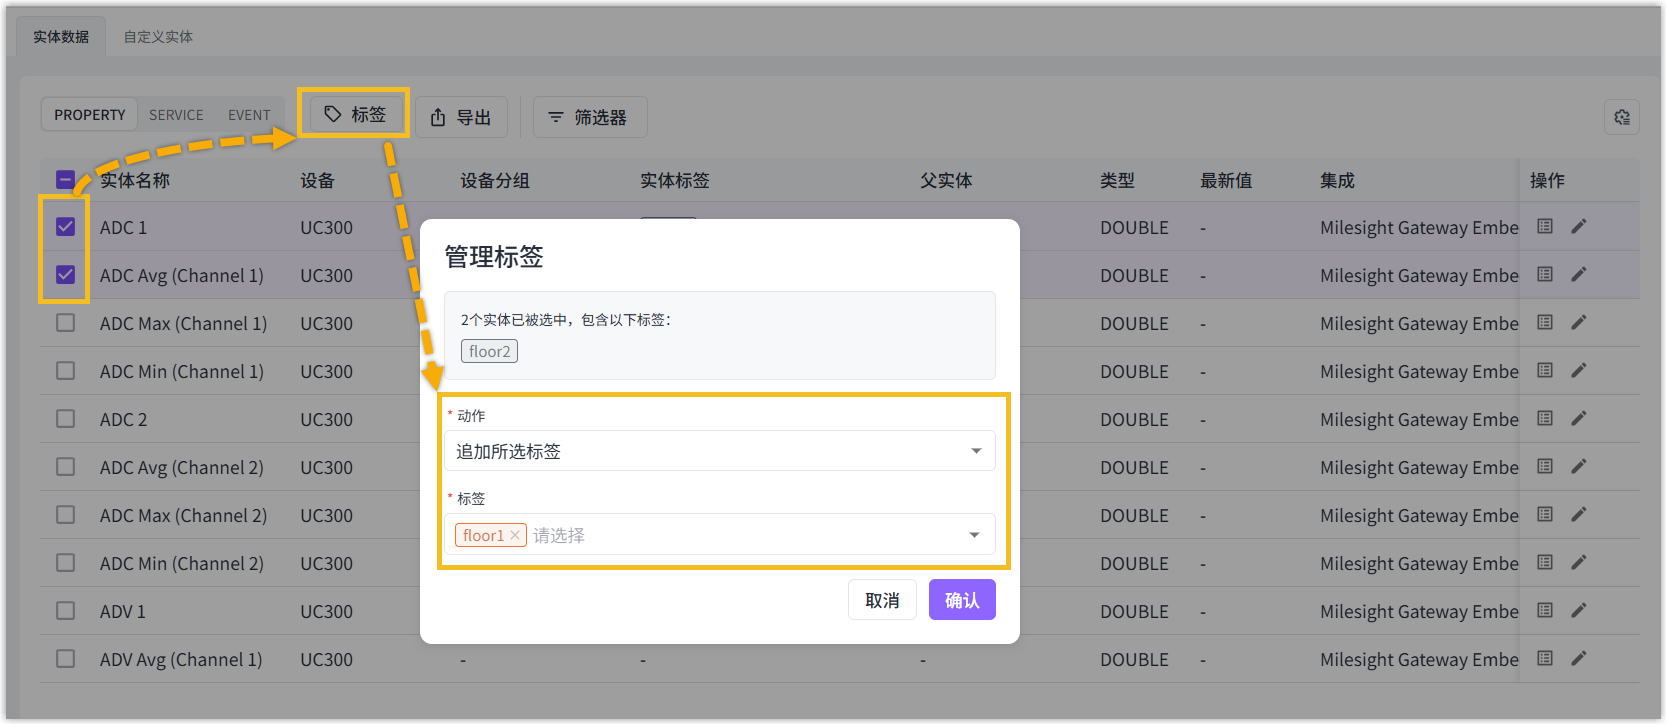 实体数据 自定义实体
PROPERTY SERVICE EVENT 标签 导出 筛选器
实体名称 设备 设备分组 实体标签 父实体 类型 最新值 集成 操作
ADC 1 UC300 DOUBLE - Milesight Gateway Embe
ADC Avg (Channel 1) UC300 DOUBLE - Milesight Gateway Embe
ADC Max (Channel 1) UC300 DOUBLE - Milesight Gateway Embe
ADC Min (Channel 1) UC300 DOUBLE - Milesight Gateway Embe
ADC 2 UC300 DOUBLE - Milesight Gateway Embe
ADC Avg (Channel 2) UC300 DOUBLE - Milesight Gateway Embe
ADC Max (Channel 2) UC300 DOUBLE - Milesight Gateway Embe
ADC Min (Channel 2) UC300 DOUBLE - Milesight Gateway Embe
ADV 1 UC300 DOUBLE - Milesight Gateway Embe
ADV Avg (Channel 1) UC300 - - - DOUBLE - Milesight Gateway Embe
管理标签
2个实体已被选中，包含以下标签：
floor2
* 动作
追加所选标签
* 标签
floor1 × 请选择
取消 确认